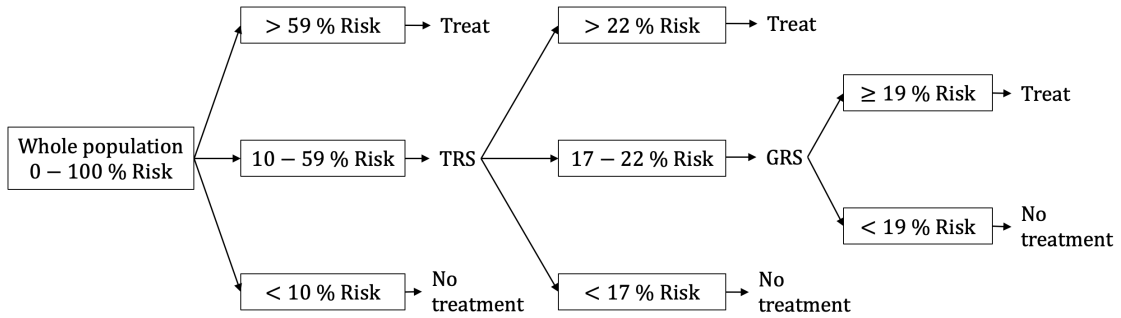 Whole population
0 − 100 % Risk
> 59 % Risk
Treat
10 − 59 % Risk
TRS
< 10 % Risk
No
treatment
> 22 % Risk
Treat
17 − 22 % Risk
GRS
< 17 % Risk
No
treatment
≥ 19 % Risk
Treat
< 19 % Risk
No
treatment